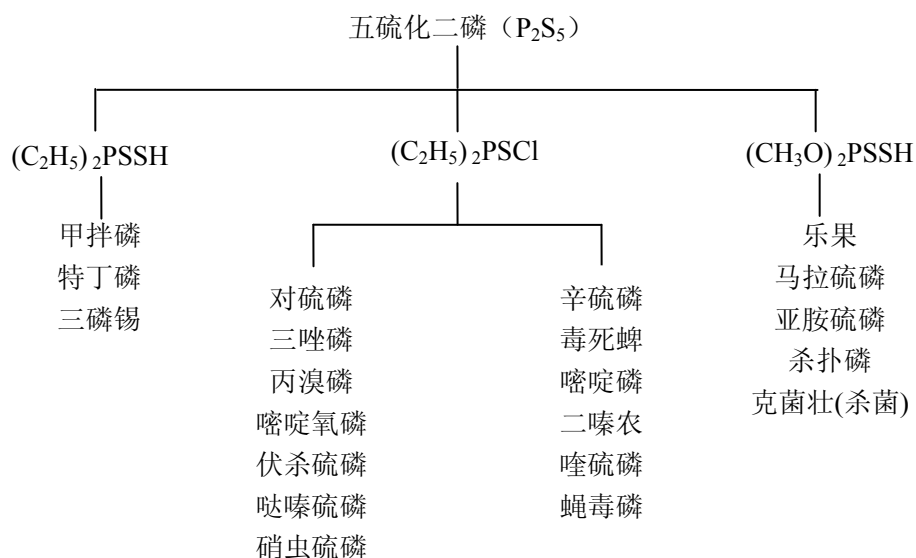 五硫化二磷（P₂S₅）
(C₂H₅)₂PSSH
(C₂H₅)₂PSCl
(CH₃O)₂PSSH
甲拌磷
特丁磷
三磷锡
对硫磷
三唑磷
丙溴磷
嘧啶氧磷
伏杀硫磷
哒嗪硫磷
硝虫硫磷
辛硫磷
毒死蜱
嘧啶磷
二嗪农
喹硫磷
蝇毒磷
乐果
马拉硫磷
亚胺硫磷
杀扑磷
克菌壮(杀菌)